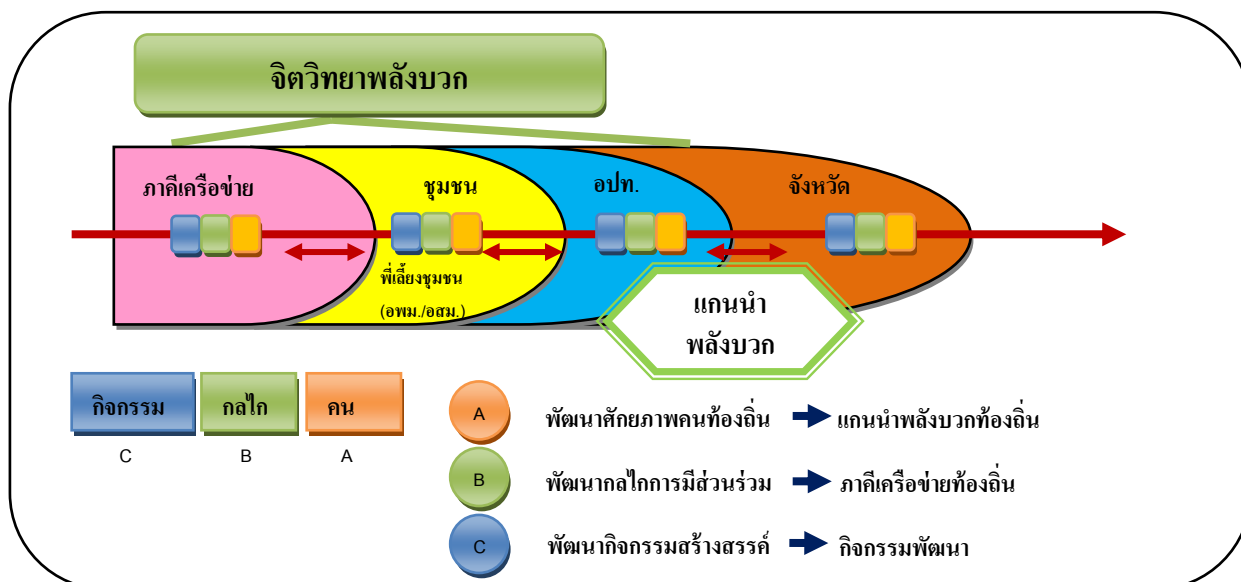 จิตวิทยาพลังบวก
ภาคีเครือข่าย
ชุมชน
อปท.
จังหวัด
พี่เลี้ยงชุมชน
(อพม./อสม.)
แกนนำ
พลังบวก
กิจกรรม
กลไก
คน
C
B
A
A
พัฒนาศักยภาพคนท้องถิ่น
แกนนำพลังบวกท้องถิ่น
B
พัฒนากลไกการมีส่วนร่วม
ภาคีเครือข่ายท้องถิ่น
C
พัฒนากิจกรรมสร้างสรรค์
กิจกรรมพัฒนา